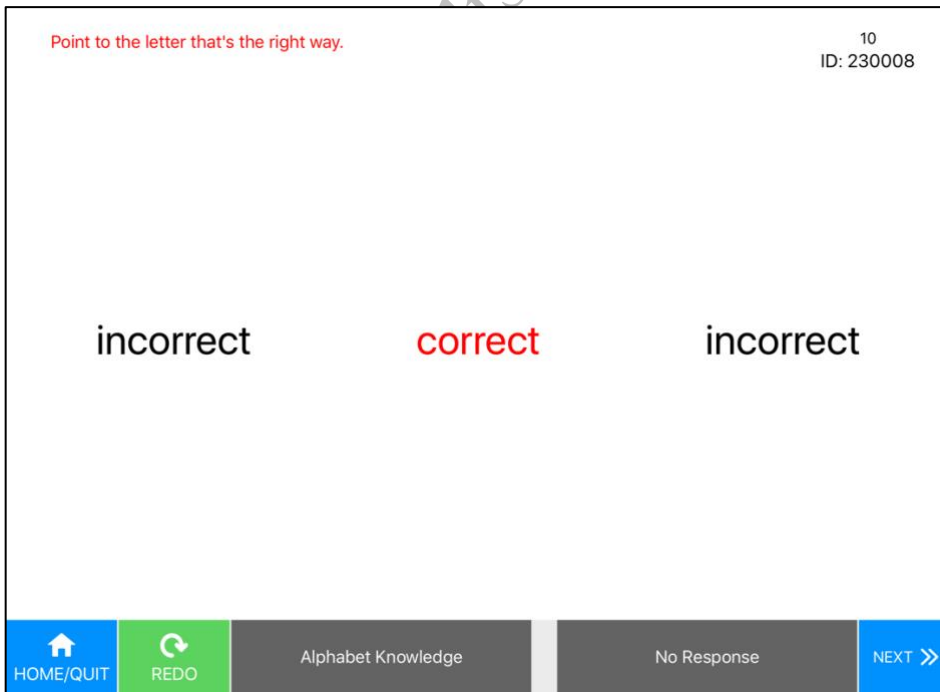 Point to the letter that's the right way.
10
ID: 230008
incorrect correct incorrect
HOME/QUIT REDO Alphabet Knowledge No Response NEXT